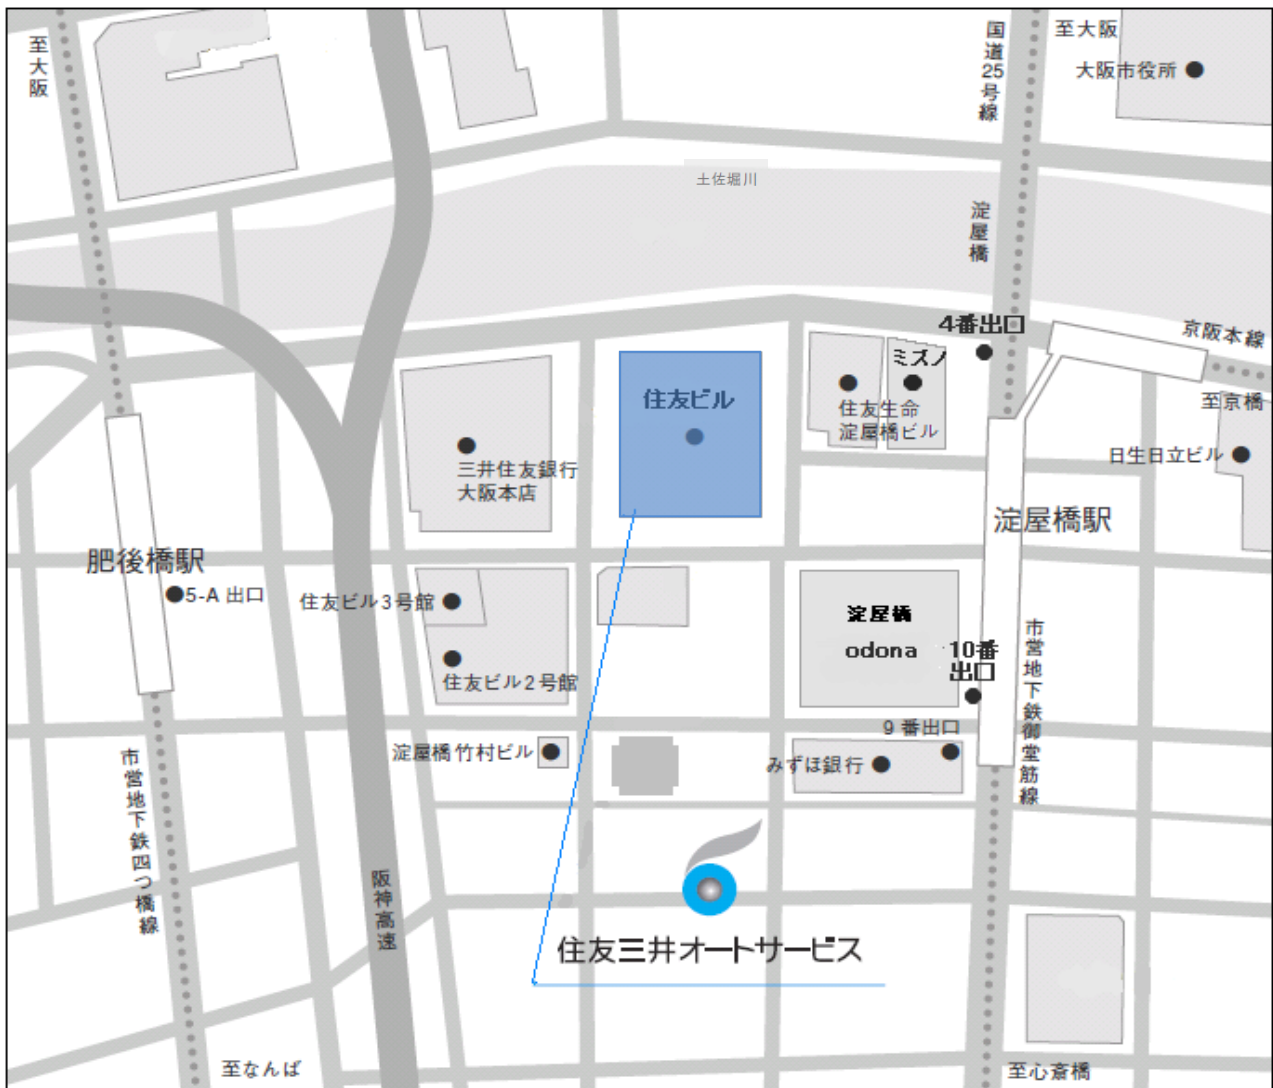 至大阪
国道25号線
至大阪
大阪市役所
土佐堀川
淀屋橋
4番出口
京阪本線
ミズノ
住友ビル
至京橋
住友生命
淀屋橋ビル
日生日立ビル
三井住友銀行
大阪本店
淀屋橋駅
肥後橋駅
5-A 出口
住友ビル3号館
淀屋橋
odona
10番
出口
市営地下鉄御堂筋線
住友ビル2号館
9 番出口
淀屋橋竹村ビル
みずほ銀行
市営地下鉄四つ橋線
阪神高速
住友三井オートサービス
至なんば
至心斎橋